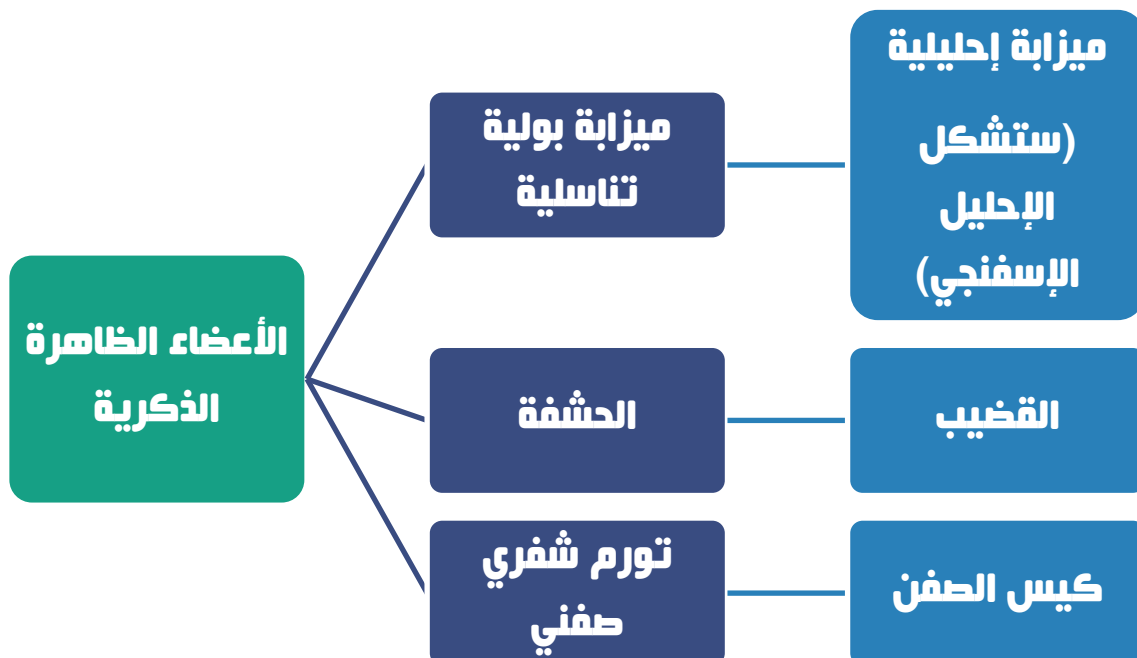 الأعضاء الظاهرة
الذكرية
ميزابة بولية
تناسلية
ميزابة إحليلية
(ستشكل
الإحليل
الإسفنجي)
الحشفة
القضيب
تورم شفري
صفني
كيس الصفن